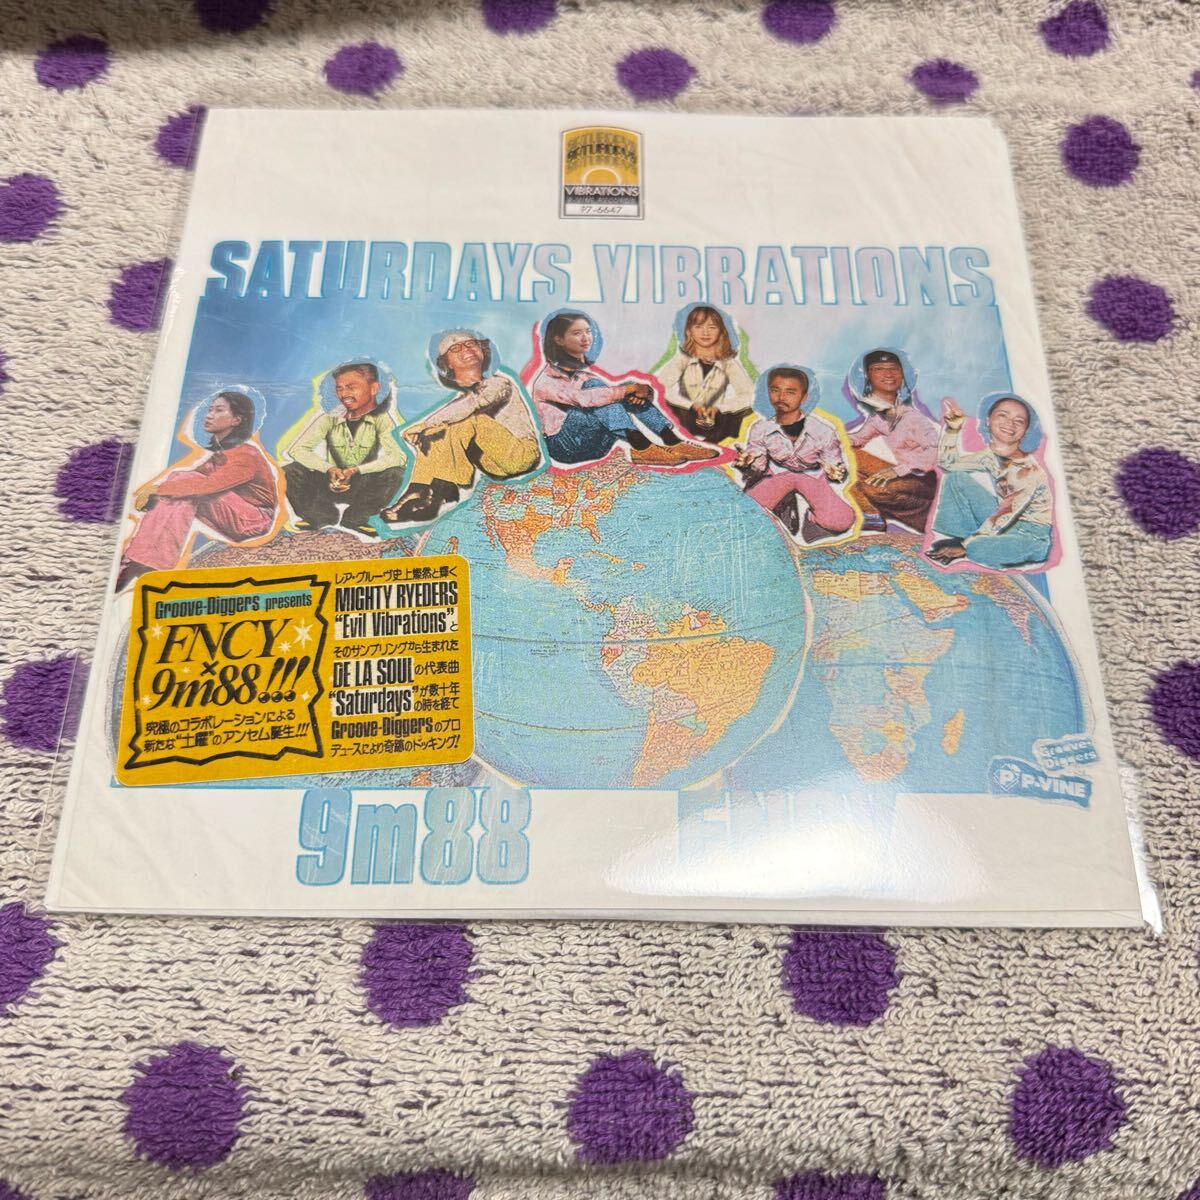 SATURDAYS
VIBRATIONS
P7-6647
SATURDAYS VIBRATIONS
Groove-Diggers presents
FNCY
×
9m88!!!
究極のコラボレーションによる
新たな“土曜”のアンセム誕生!!!
レア・グルーヴ史上燦然と輝く
MIGHTY RYEDERS
“Evil Vibrations”と
そのサンプリングから生まれた
DE LA SOULの代表曲
“Saturdays”が数十年の時を経て
Groove-Diggersのプロ
デュースにより奇跡のドッキング!
Groove-
Diggers
P-VINE
9m88 FNCY